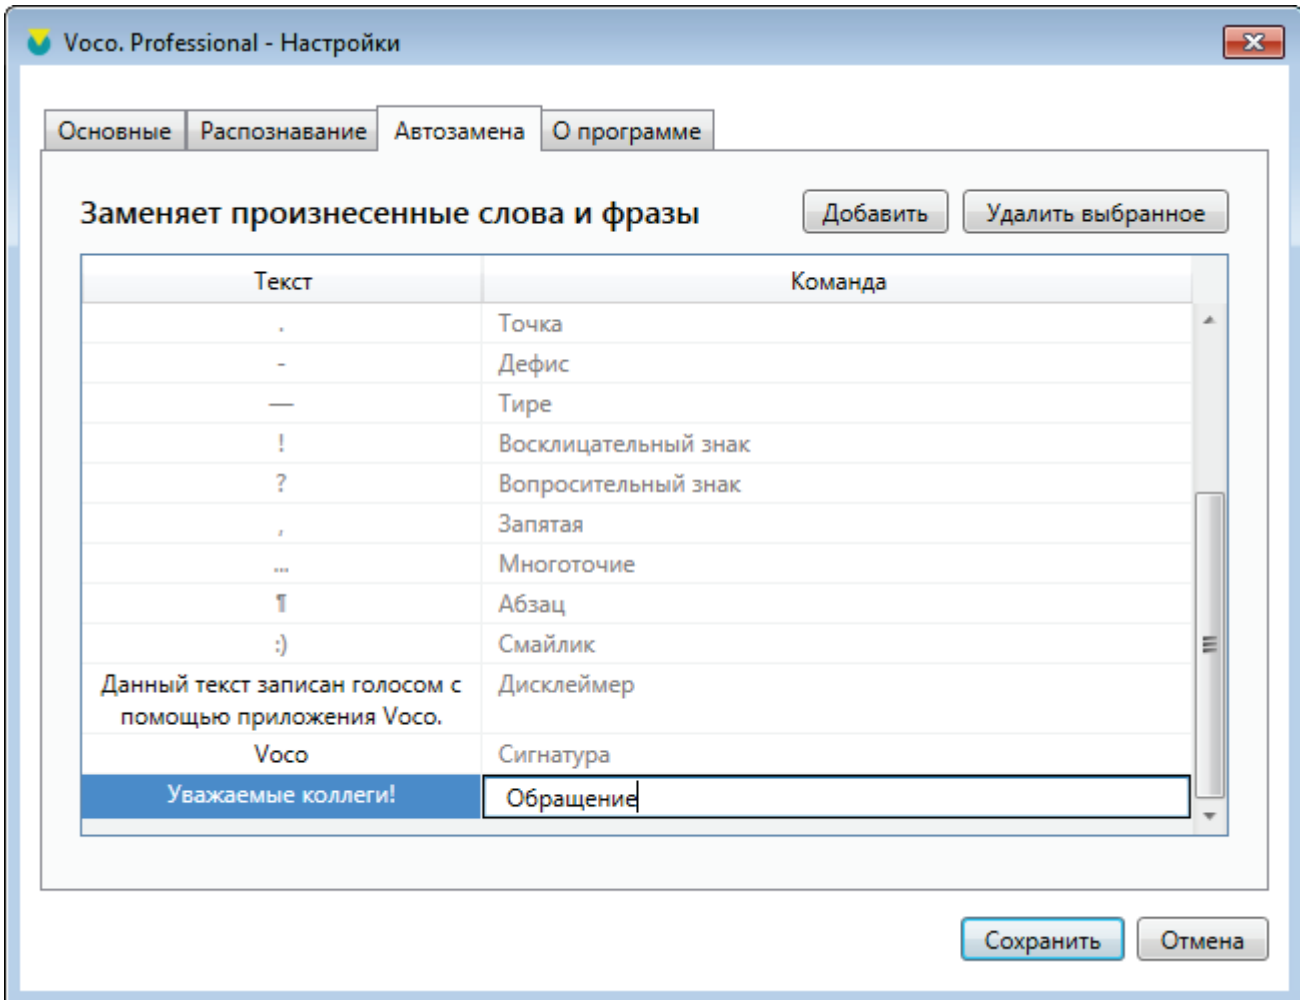 Voco. Professional - Настройки
Основные Распознавание Автозамена О программе
Заменяет произнесенные слова и фразы Добавить Удалить выбранное
Текст Команда
. Точка
- Дефис
— Тире
! Восклицательный знак
? Вопросительный знак
, Запятая
... Многоточие
¶ Абзац
:) Смайлик
Данный текст записан голосом с Дисклеймер
помощью приложения Voco.
Voco Сигнатура
Уважаемые коллеги! Обращение
Сохранить Отмена